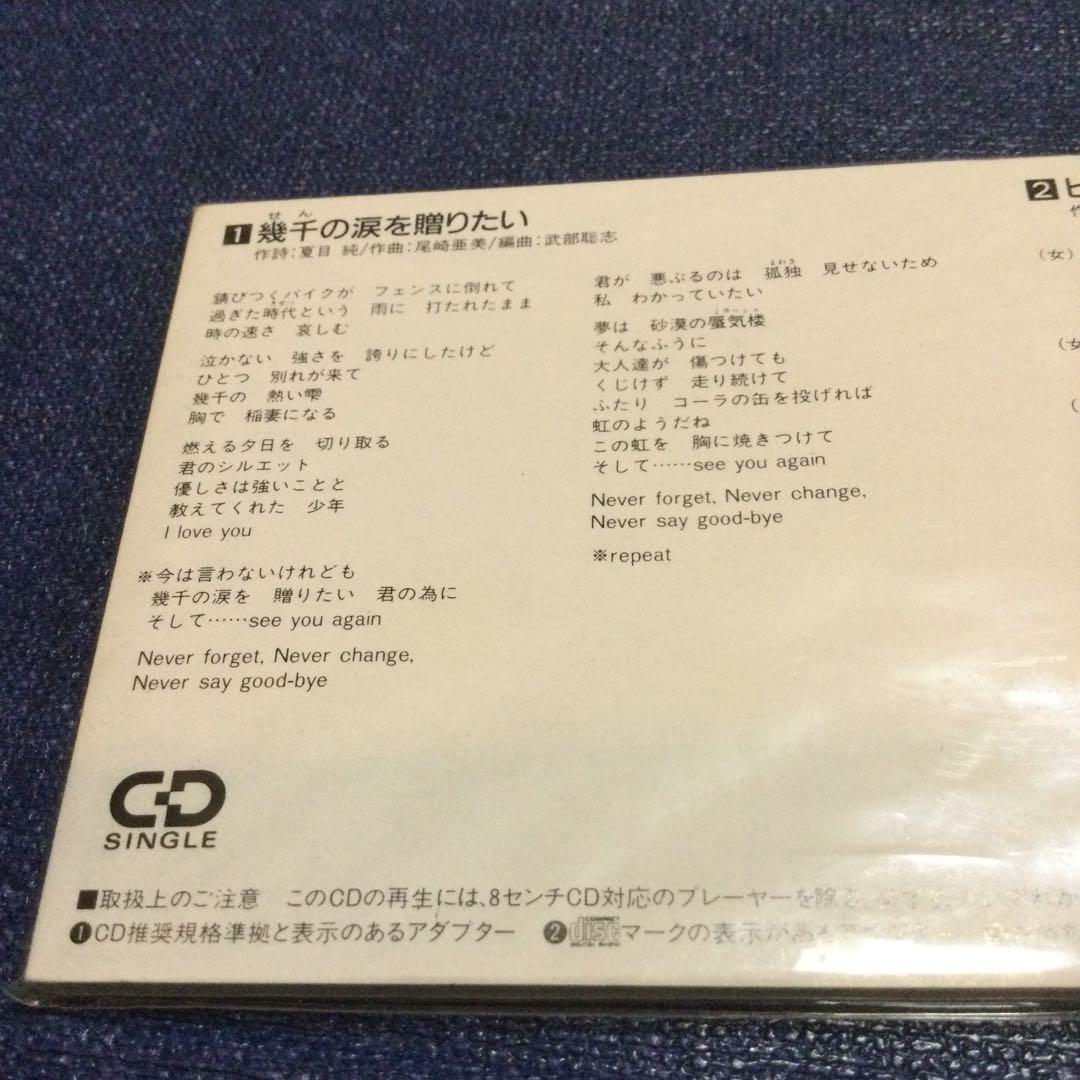 1 幾千の涙を贈りたい
せん
作詩:夏目 純/作曲:尾崎亜美/編曲:武部聡志
錆びつくバイクが フェンスに倒れて
過ぎた時代という 雨に 打たれたまま
時の速さ 哀しむ
泣かない 強さを 誇りにしたけど
ひとつ 別れが来て
幾千の 熱い雫
胸で 稲妻になる
燃える夕日を 切り取る
君のシルエット
優しさは強いことと
教えてくれた 少年
I love you
※今は言わないけれども
幾千の涙を 贈りたい 君の為に
そして……see you again
Never forget, Never change,
Never say good-bye
君が 悪ぶるのは 孤独 見せないため
私 わかっていたい
夢は 砂漠の蜃気楼
そんなふうに
大人達が 傷つけても
くじけず 走り続けて
ふたり コーラの缶を投げれば
虹のようだね
この虹を 胸に焼きつけて
そして……see you again
Never forget, Never change,
Never say good-bye
※repeat
2
(女)
CD
SINGLE
■取扱上のご注意 このCDの再生には、8センチCD対応のプレーヤーを除き、
❶CD推奨規格準拠と表示のあるアダプター ❷COMPACT disc DIGITAL AUDIOマークの表示が